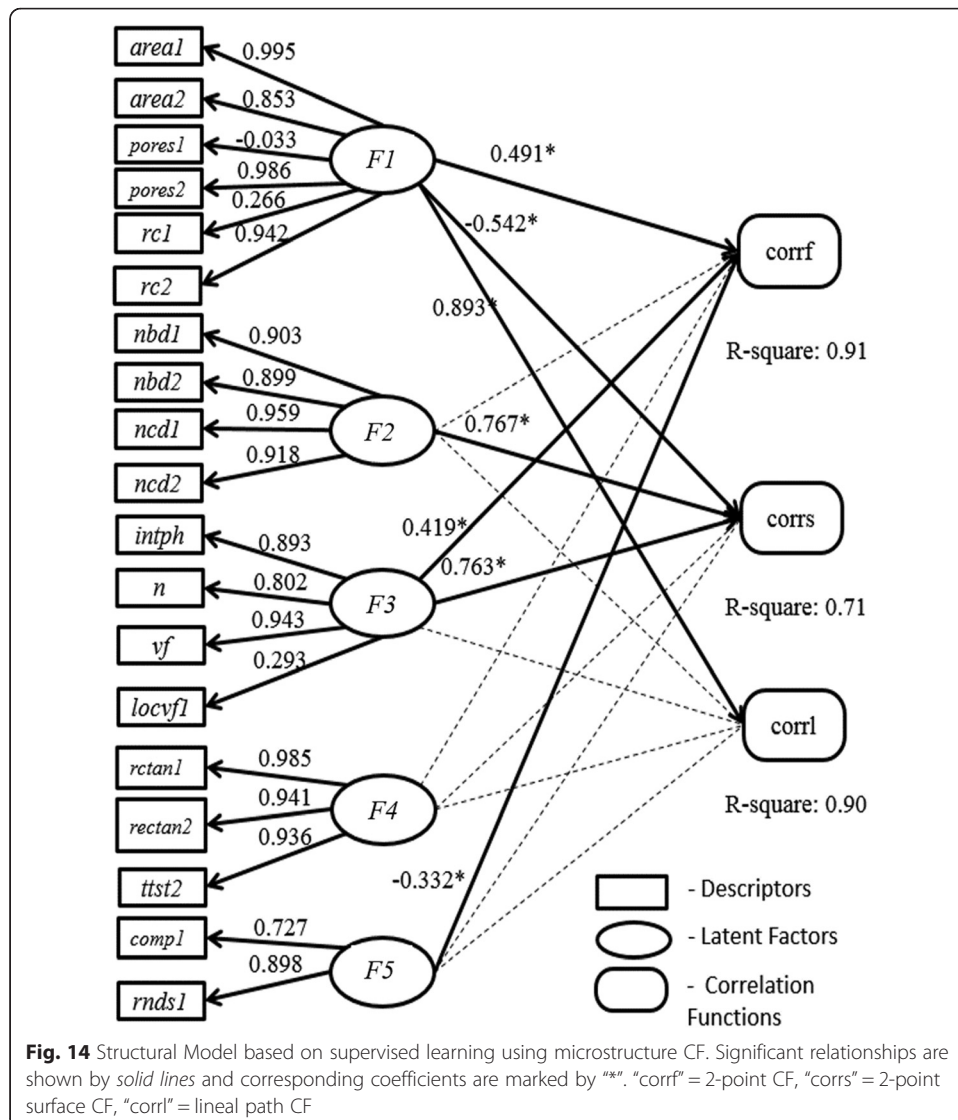 area1
0.995
area2
0.853
pores1
-0.033
pores2
0.986
rc1
0.266
rc2
0.942
F1
0.491*
-0.542*
0.893*
corrf
R-square: 0.91
nbd1
0.903
nbd2
0.899
ncd1
0.959
ncd2
0.918
F2
0.767*
corrs
R-square: 0.71
intph
0.893
n
0.802
vf
0.943
locvf1
0.293
F3
0.419*
0.763*
corrl
R-square: 0.90
rctan1
0.985
rectan2
0.941
ttst2
0.936
F4
comp1
0.727
rnds1
0.898
F5
-0.332*
- Descriptors
- Latent Factors
- Correlation
Functions
Fig. 14 Structural Model based on supervised learning using microstructure CF. Significant relationships are
shown by solid lines and corresponding coefficients are marked by “*”. “corrf” = 2-point CF, “corrs” = 2-point
surface CF, “corrl” = lineal path CF